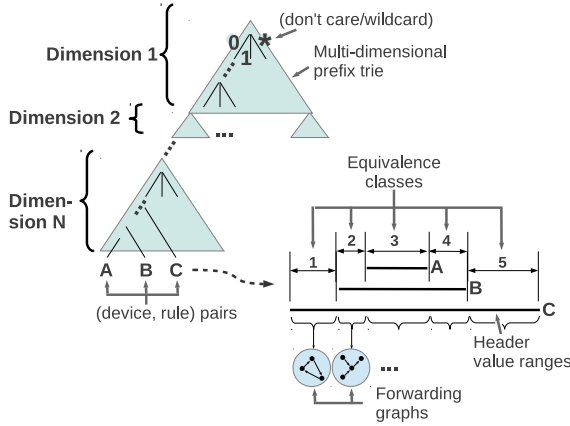 (don't care/wildcard)
Dimension 1
0
1
*
Multi-dimensional
prefix trie
Dimension 2
...
Dimen-
sion N
A B C
(device, rule) pairs
Equivalence
classes
1 2 3 4 5
A
B
C
Header
value ranges
...
Forwarding
graphs